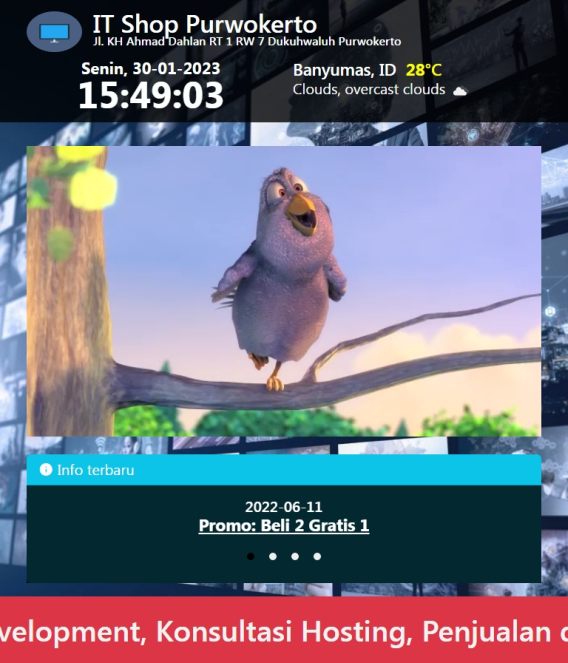 IT Shop Purwokerto
Jl. KH Ahmad Dahlan RT 1 RW 7 Dukuhwaluh Purwokerto
Senin, 30-01-2023
15:49:03
Banyumas, ID 28°C
Clouds, overcast clouds
Info terbaru
2022-06-11
Promo: Beli 2 Gratis 1
velopment, Konsultasi Hosting, Penjualan